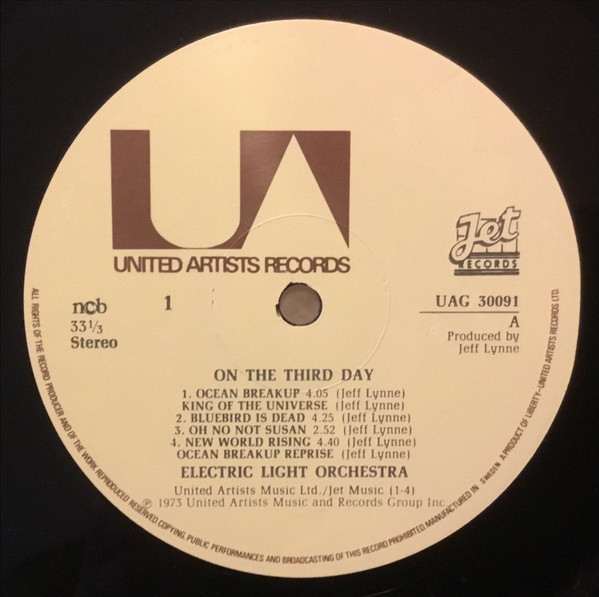 UA
UNITED ARTISTS RECORDS
Jet
RECORDS
ncb
1
33 1/3
Stereo
UAG 30091
A
Produced by
Jeff Lynne
ON THE THIRD DAY
1. OCEAN BREAKUP 4.05 (Jeff Lynne)
KING OF THE UNIVERSE (Jeff Lynne)
2. BLUEBIRD IS DEAD 4.25 (Jeff Lynne)
3. OH NO NOT SUSAN 2.52 (Jeff Lynne)
4. NEW WORLD RISING 4.40 (Jeff Lynne)
OCEAN BREAKUP REPRISE (Jeff Lynne)
ELECTRIC LIGHT ORCHESTRA
United Artists Music Ltd./Jet Music (1-4)
℗ 1973 United Artists Music and Records Group Inc.
ALL RIGHTS OF THE RECORD PRODUCER AND OF THE WORK REPRODUCED RESERVED COPYING, PUBLIC PERFORMANCES AND BROADCASTING OF THIS RECORD PROHIBITED MANUFACTURED IN SWEDEN A PRODUCT OF LIBERTY-UNITED ARTISTS RECORDS LTD.